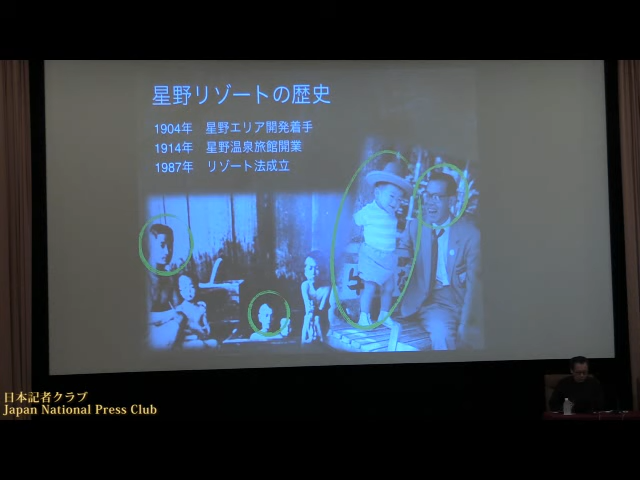 星野リゾートの歴史
1904年 星野エリア開発着手
1914年 星野温泉旅館開業
1987年 リゾート法成立
日本記者クラブ
Japan National Press Club